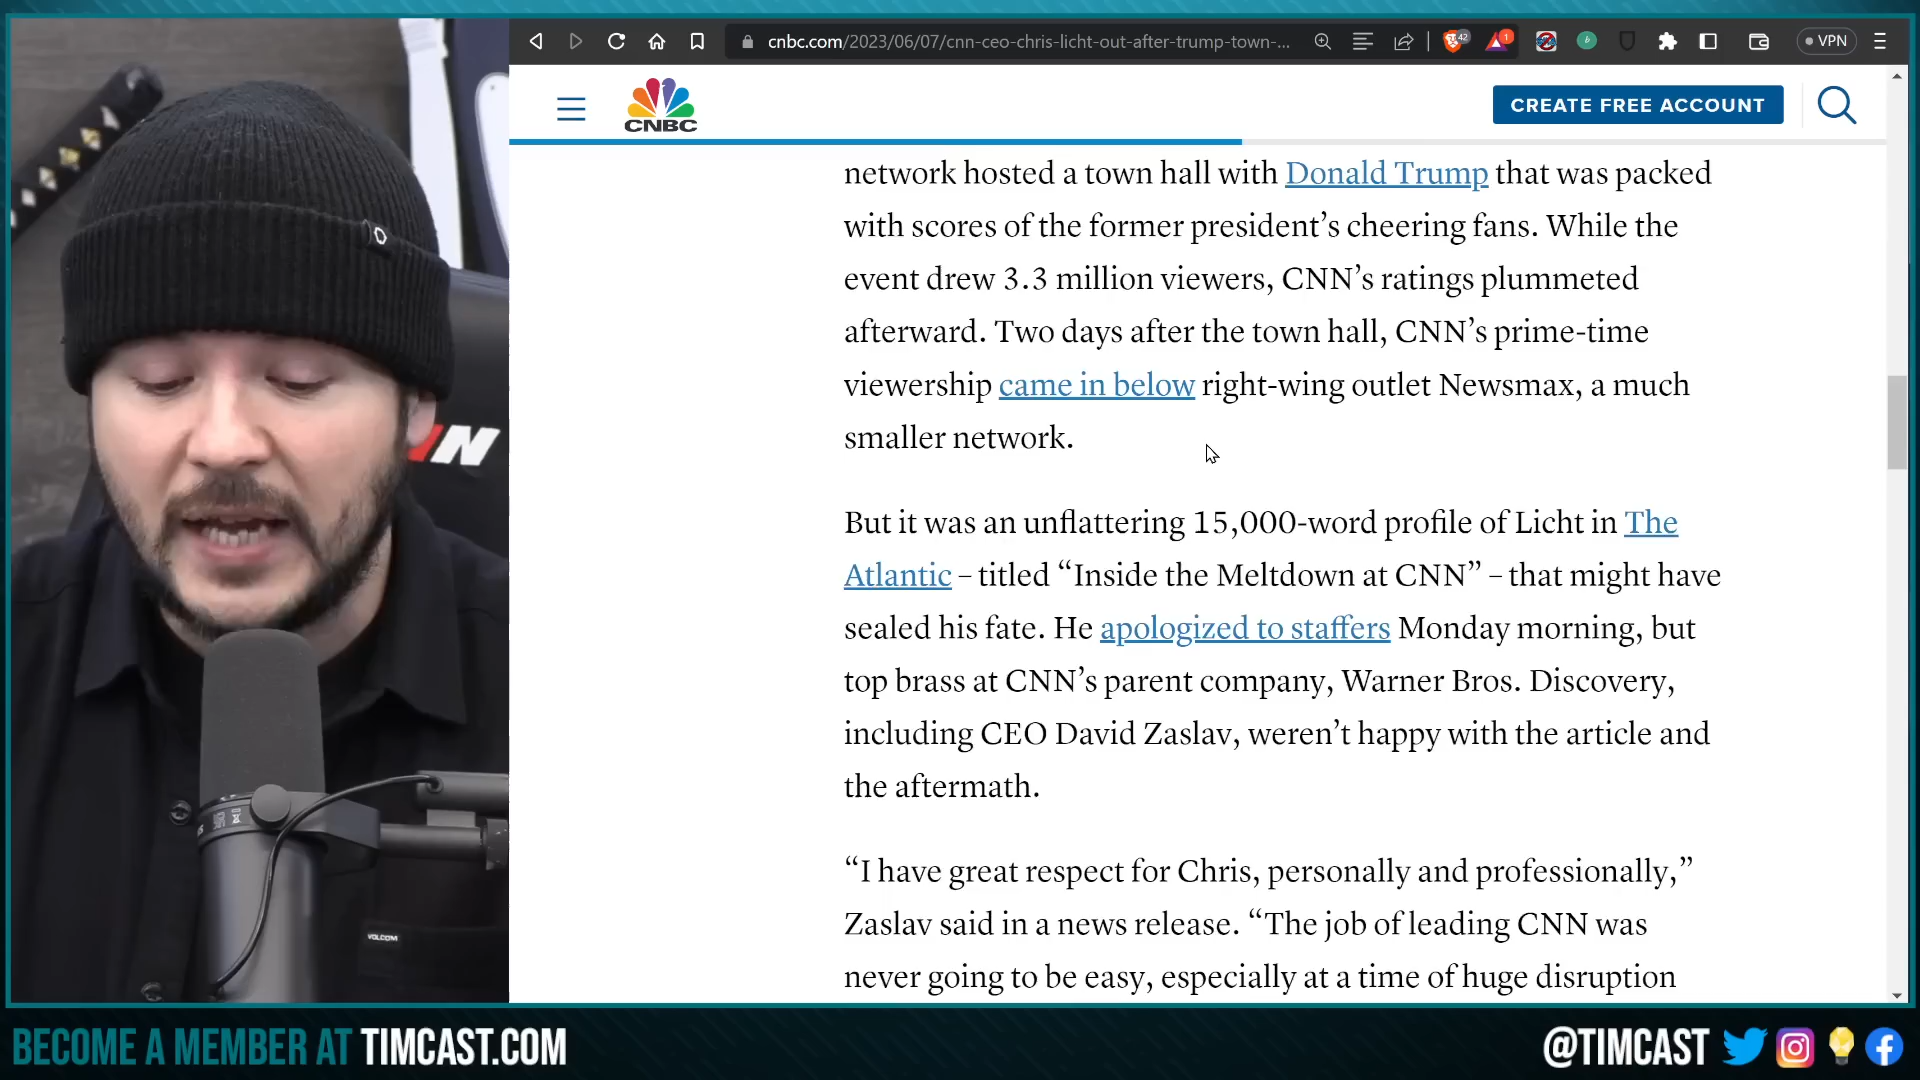 cnbc.com/2023/06/07/cnn-ceo-chris-licht-out-after-trump-town-...
42
1
VPN
CNBC
CREATE FREE ACCOUNT
network hosted a town hall with Donald Trump that was packed
with scores of the former president’s cheering fans. While the
event drew 3.3 million viewers, CNN’s ratings plummeted
afterward. Two days after the town hall, CNN’s prime-time
viewership came in below right-wing outlet Newsmax, a much
smaller network.
But it was an unflattering 15,000-word profile of Licht in The
Atlantic – titled “Inside the Meltdown at CNN” – that might have
sealed his fate. He apologized to staffers Monday morning, but
top brass at CNN’s parent company, Warner Bros. Discovery,
including CEO David Zaslav, weren’t happy with the article and
the aftermath.
“I have great respect for Chris, personally and professionally,”
Zaslav said in a news release. “The job of leading CNN was
never going to be easy, especially at a time of huge disruption
VOLCOM
BECOME A MEMBER AT TIMCAST.COM
@TIMCAST